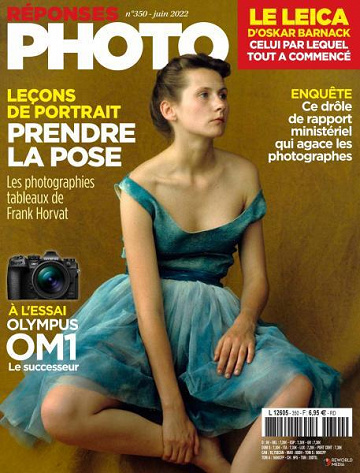 RÉPONSES
n°350 - juin 2022
PHOTO
LE LEICA
D'OSKAR BARNACK
CELUI PAR LEQUEL
TOUT A COMMENCÉ
LEÇONS
DE PORTRAIT
PRENDRE
LA POSE
Les photographies
tableaux de
Frank Horvat
ENQUÊTE
Ce drôle
de rapport
ministériel
qui agace les
photographes
À L'ESSAI
OLYMPUS
OM1
Le successeur
L 12605 - 350 - F: 6,95 € - RD
REWORLD
MEDIA